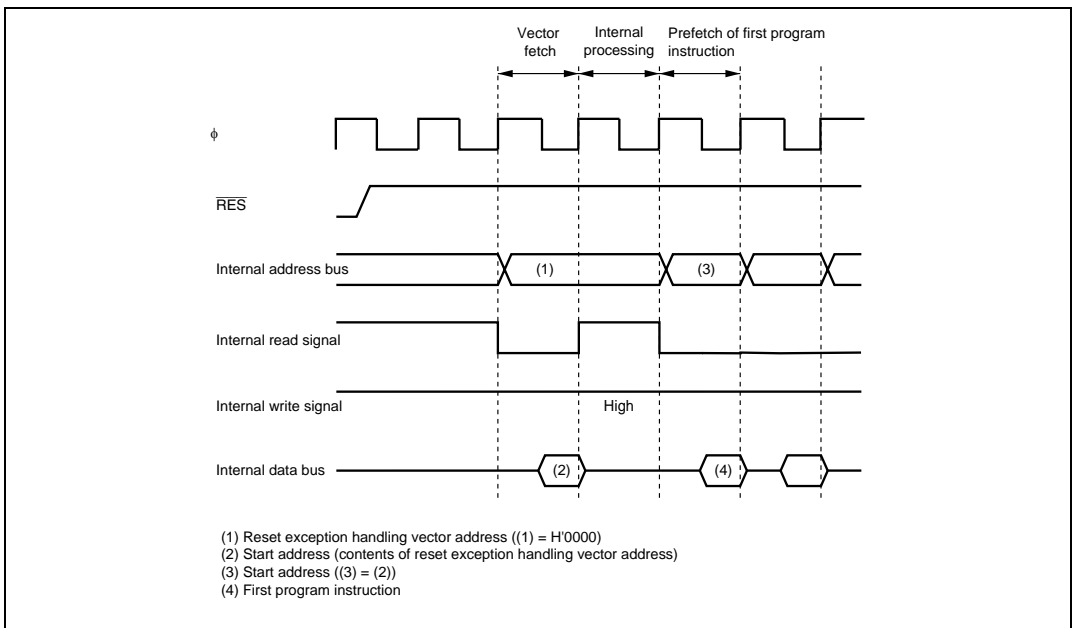 Vector fetch
Internal processing
Prefetch of first program instruction
ϕ
RES
Internal address bus
(1)
(3)
Internal read signal
Internal write signal
High
Internal data bus
(2)
(4)
(1) Reset exception handling vector address ((1) = H'0000)
(2) Start address (contents of reset exception handling vector address)
(3) Start address ((3) = (2))
(4) First program instruction